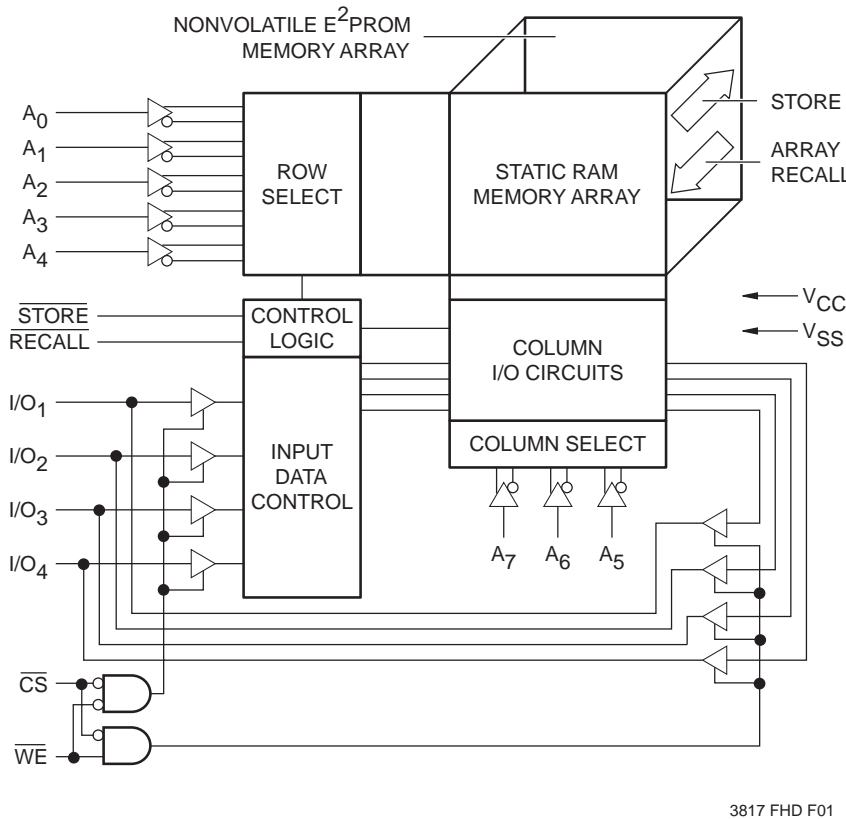 NONVOLATILE E²PROM
MEMORY ARRAY
STORE
ARRAY
RECALL
A0
A1
A2
A3
A4
ROW
SELECT
STATIC RAM
MEMORY ARRAY
STORE
RECALL
CONTROL
LOGIC
VCC
VSS
COLUMN
I/O CIRCUITS
I/O1
I/O2
I/O3
I/O4
INPUT
DATA
CONTROL
COLUMN SELECT
A7 A6 A5
CS
WE
3817 FHD F01